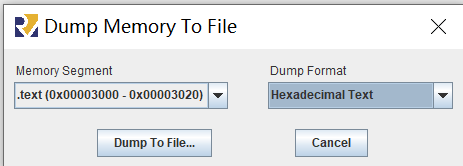 Dump Memory To File
Memory Segment Dump Format
.text (0x00003000 - 0x00003020) Hexadecimal Text
Dump To File... Cancel